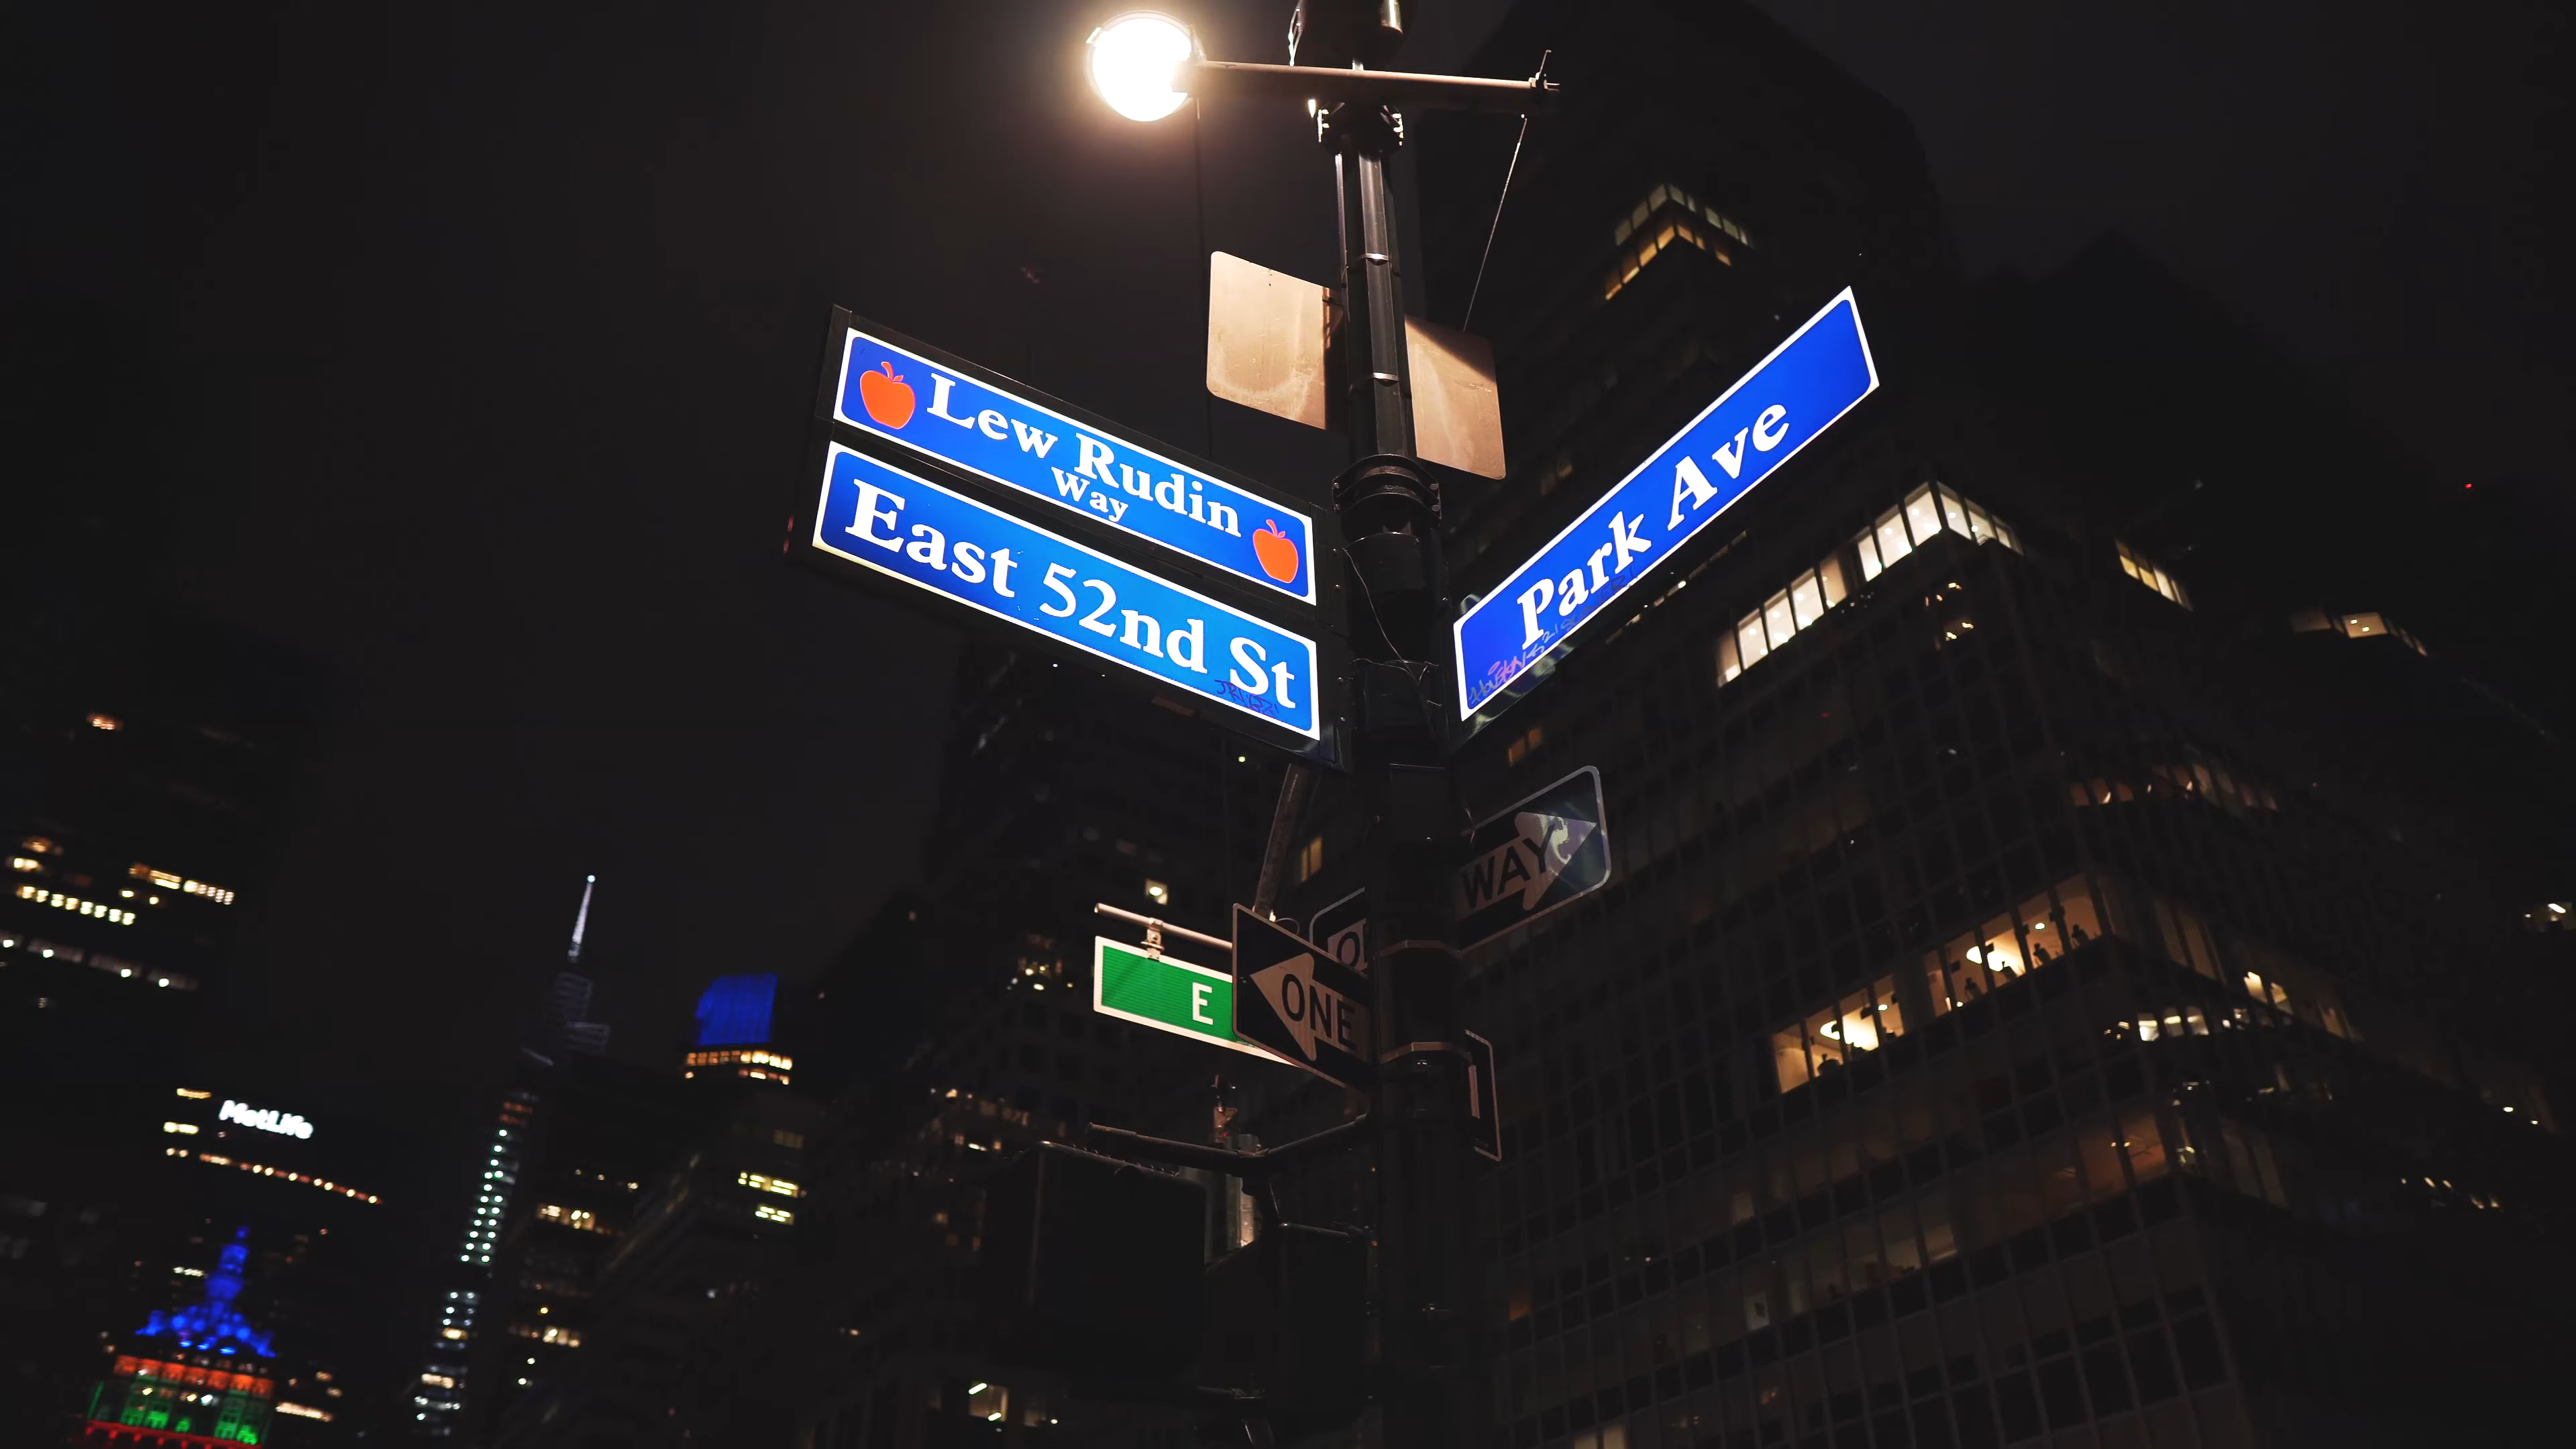 Lew Rudin
Way
East 52nd St
Park Ave
WAY
E
ONE
MetLife